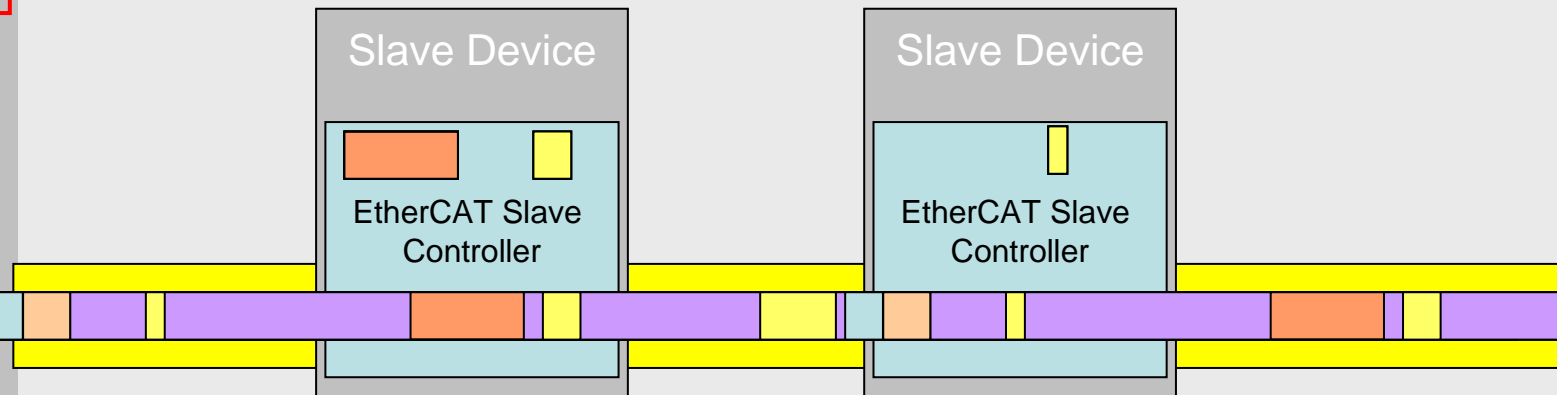 Slave Device
EtherCAT Slave
Controller
Slave Device
EtherCAT Slave
Controller